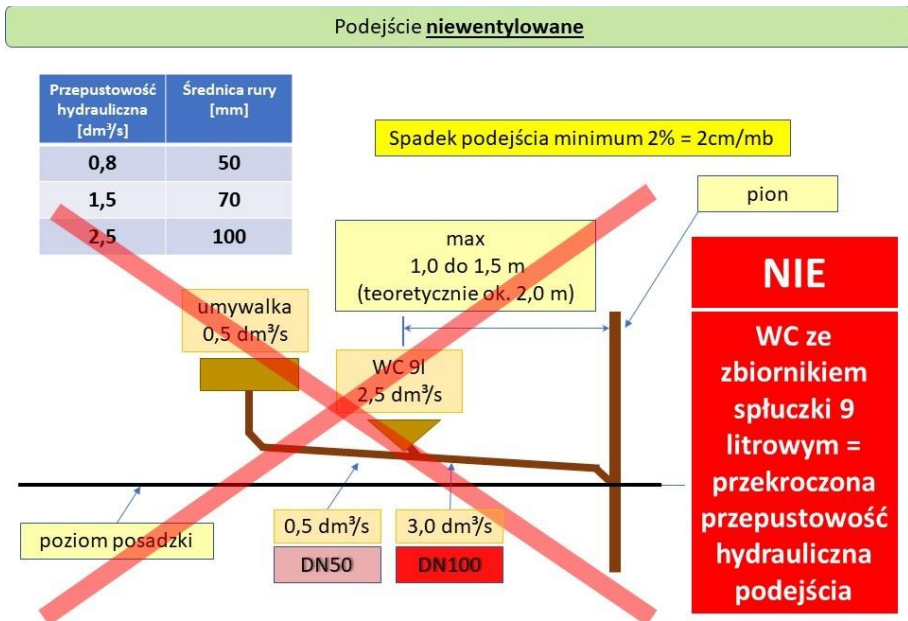 Podejście niewentylowane
Przepustowość
hydrauliczna
[dm³/s]
Średnica rury
[mm]
0,8 50
1,5 70
2,5 100
Spadek podejścia minimum 2% = 2cm/mb
pion
max
1,0 do 1,5 m
(teoretycznie ok. 2,0 m)
umywalka
0,5 dm³/s
WC 9l
2,5 dm³/s
NIE
WC ze
zbiornikiem
spłuczki 9
litrowym =
przekroczona
przepustowość
hydrauliczna
podejścia
poziom posadzki
0,5 dm³/s
DN50
3,0 dm³/s
DN100